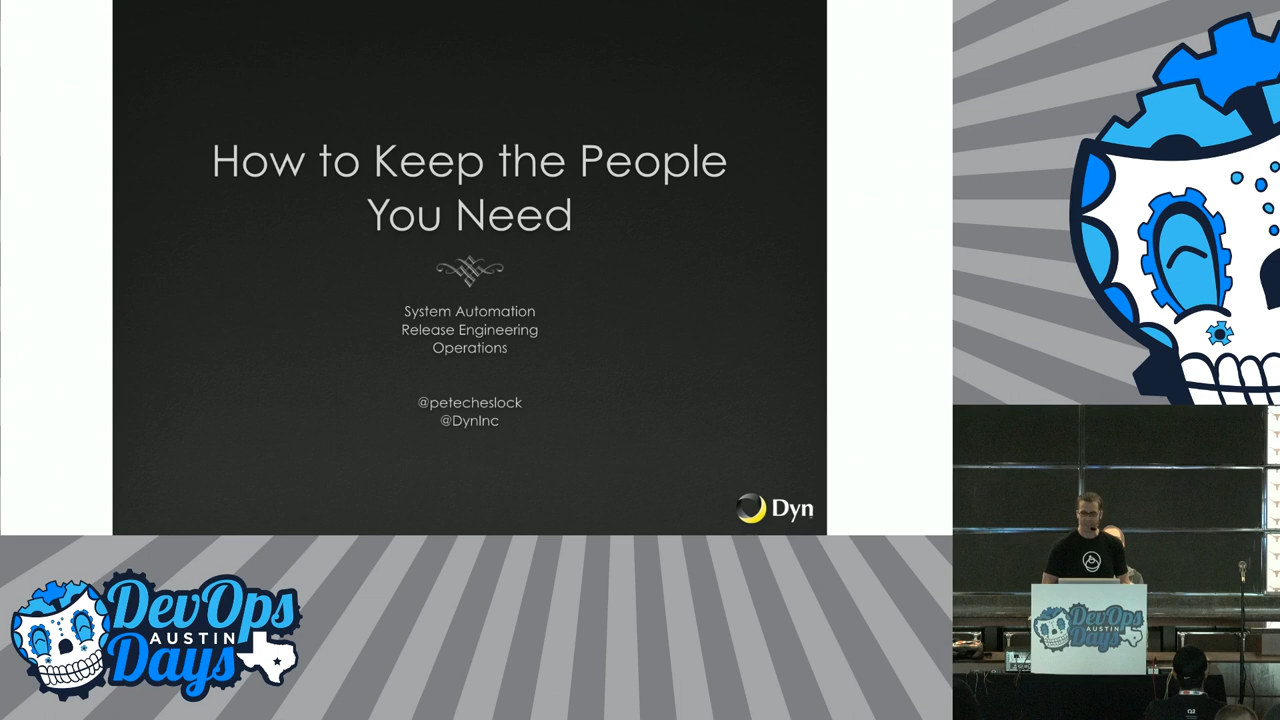 How to Keep the People
You Need
System Automation
Release Engineering
Operations
@petecheslock
@DynInc
Dyn
DevOps
AUSTIN
Days
DevOps
AUSTIN
Days